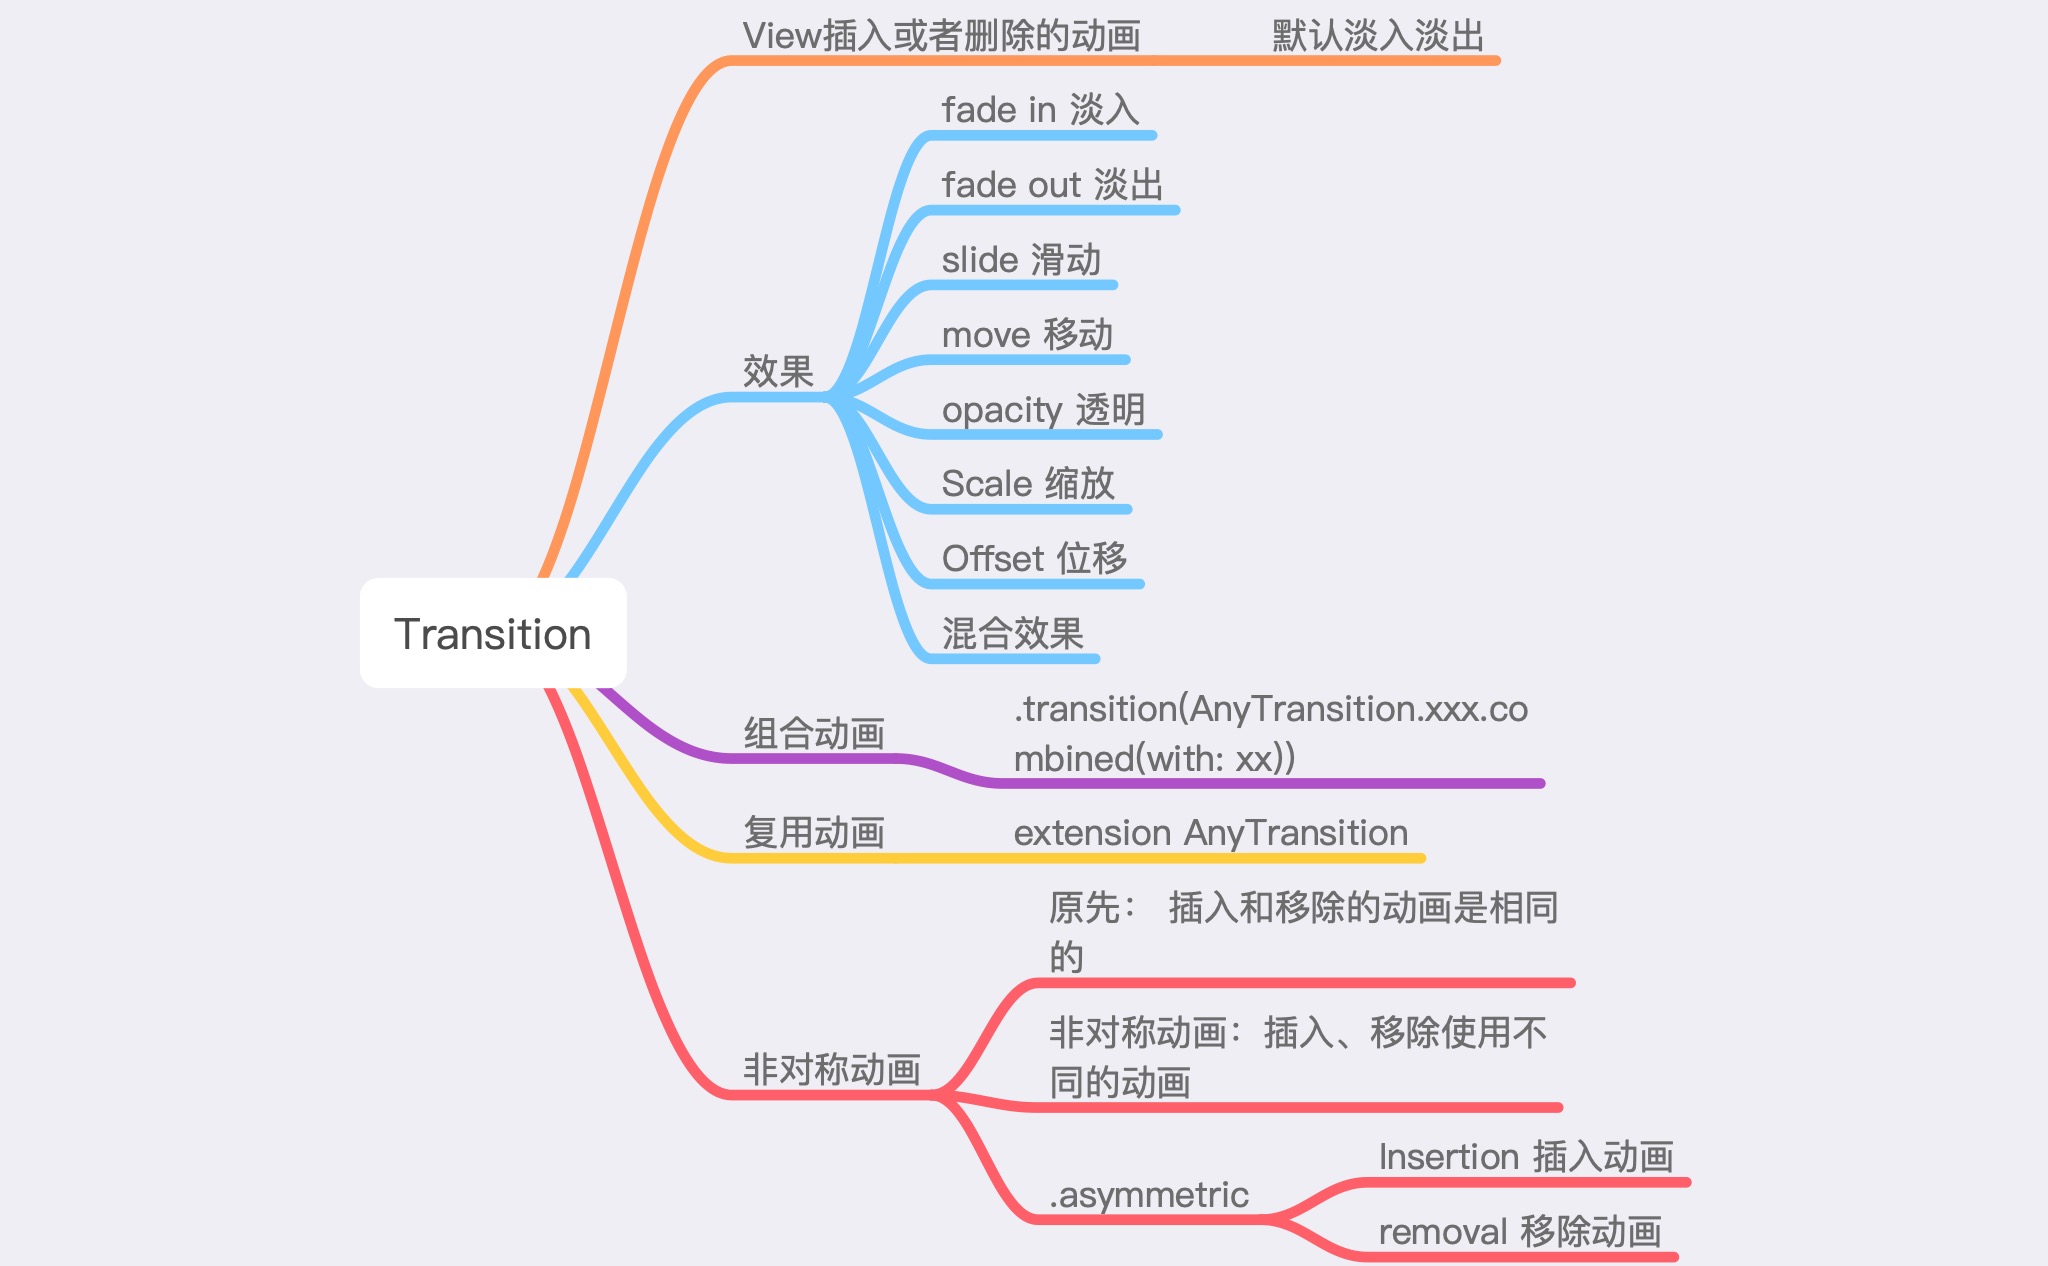 View插入或者删除的动画
默认淡入淡出
fade in 淡入
fade out 淡出
slide 滑动
move 移动
效果
opacity 透明
Scale 缩放
Offset 位移
混合效果
Transition
组合动画
.transition(AnyTransition.xxx.co
mbined(with: xx))
复用动画
extension AnyTransition
原先： 插入和移除的动画是相同
的
非对称动画：插入、移除使用不
同的动画
非对称动画
.asymmetric
Insertion 插入动画
removal 移除动画